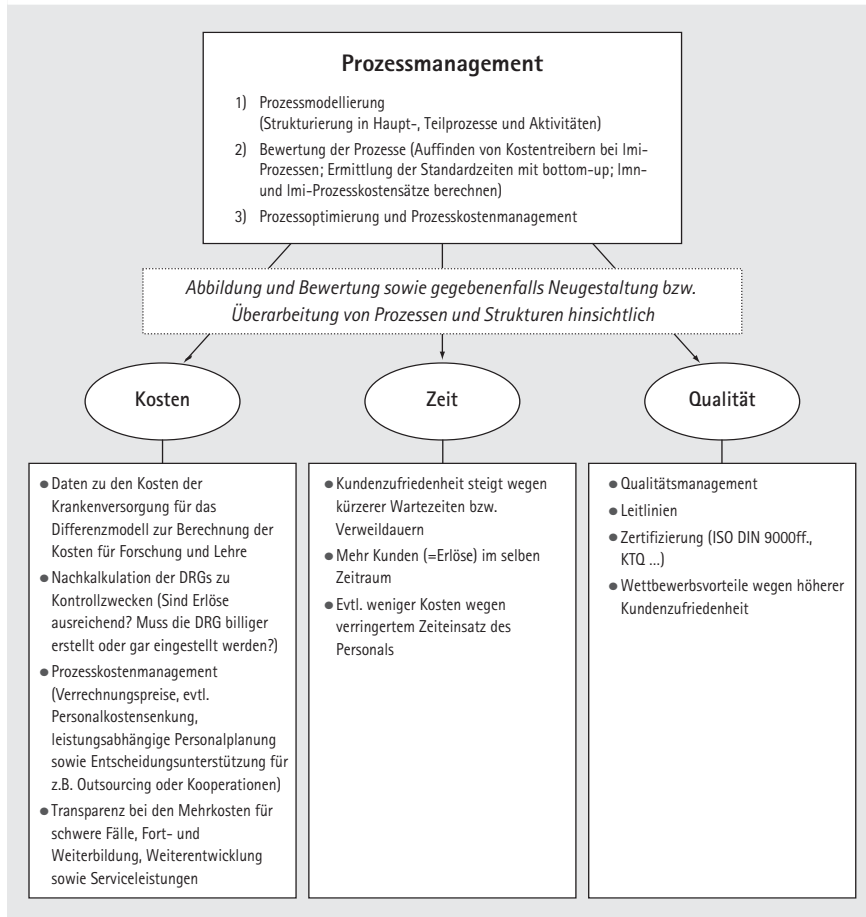 Prozessmanagement
1) Prozessmodellierung
(Strukturierung in Haupt-, Teilprozesse und Aktivitäten)
2) Bewertung der Prozesse (Auffinden von Kostentreibern bei lmi-
Prozessen; Ermittlung der Standardzeiten mit bottom-up; lmn-
und lmi-Prozesskostensätze berechnen)
3) Prozessoptimierung und Prozesskostenmanagement
Abbildung und Bewertung sowie gegebenenfalls Neugestaltung bzw.
Überarbeitung von Prozessen und Strukturen hinsichtlich
Kosten
● Daten zu den Kosten der
Krankenversorgung für das
Differenzmodell zur Berechnung der
Kosten für Forschung und Lehre
● Nachkalkulation der DRGs zu
Kontrollzwecken (Sind Erlöse
ausreichend? Muss die DRG billiger
erstellt oder gar eingestellt werden?)
● Prozesskostenmanagement
(Verrechnungspreise, evtl.
Personalkostensenkung,
leistungsabhängige Personalplanung
sowie Entscheidungsunterstützung für
z.B. Outsourcing oder Kooperationen)
● Transparenz bei den Mehrkosten für
schwere Fälle, Fort- und
Weiterbildung, Weiterentwicklung
sowie Serviceleistungen
Zeit
● Kundenzufriedenheit steigt wegen
kürzerer Wartezeiten bzw.
Verweildauern
● Mehr Kunden (=Erlöse) im selben
Zeitraum
● Evtl. weniger Kosten wegen
verringertem Zeiteinsatz des
Personals
Qualität
● Qualitätsmanagement
● Leitlinien
● Zertifizierung (ISO DIN 9000ff.,
KTQ ...)
● Wettbewerbsvorteile wegen höherer
Kundenzufriedenheit